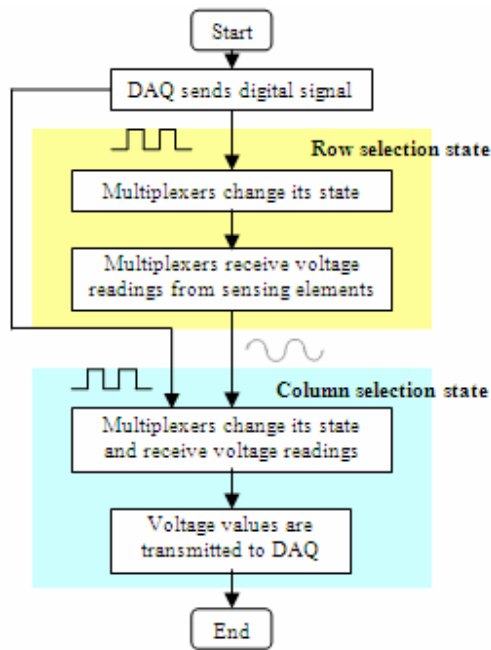 Start
DAQ sends digital signal
Row selection state
Multiplexers change its state
Multiplexers receive voltage
readings from sensing elements
Column selection state
Multiplexers change its state
and receive voltage readings
Voltage values are
transmitted to DAQ
End